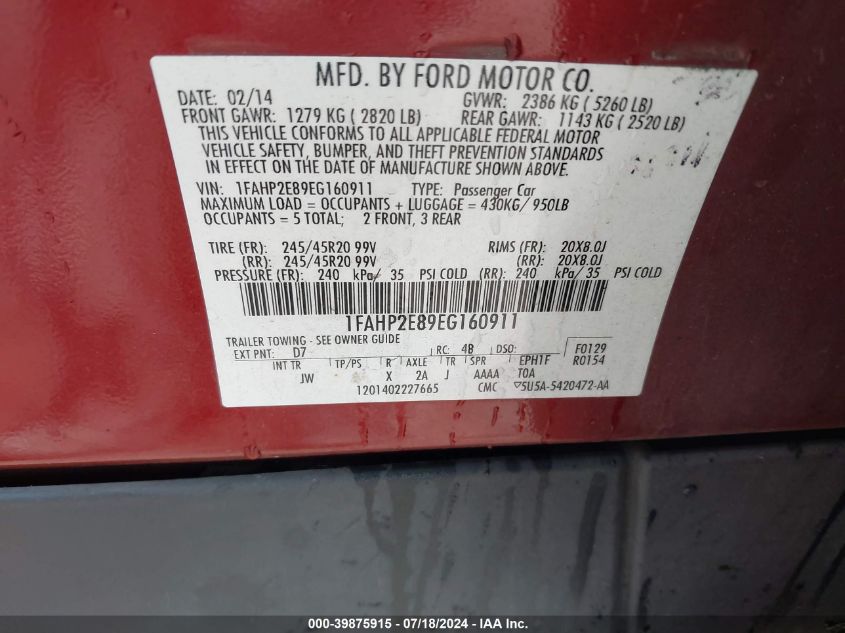 MFD. BY FORD MOTOR CO.
DATE: 02/14 GVWR: 2386 KG ( 5260 LB)
FRONT GAWR: 1279 KG ( 2820 LB) REAR GAWR: 1143 KG ( 2520 LB)
THIS VEHICLE CONFORMS TO ALL APPLICABLE FEDERAL MOTOR
VEHICLE SAFETY, BUMPER, AND THEFT PREVENTION STANDARDS
IN EFFECT ON THE DATE OF MANUFACTURE SHOWN ABOVE.
VIN: 1FAHP2E89EG160911 TYPE: Passenger Car
MAXIMUM LOAD = OCCUPANTS + LUGGAGE = 430KG/ 950LB
OCCUPANTS = 5 TOTAL; 2 FRONT, 3 REAR
TIRE (FR): 245/45R20 99V RIMS (FR): 20X8.0J
(RR): 245/45R20 99V (RR): 20X8.0J
PRESSURE (FR): 240 kPa/ 35 PSI COLD (RR): 240 kPa/ 35 PSI COLD
1FAHP2E89EG160911
TRAILER TOWING - SEE OWNER GUIDE
EXT PNT: D7 RC: 4B DSO: F0129
INT TR TP/PS R AXLE TR SPR EPH1F R0154
JW X 2A J AAAA T0A
1201402227665 CMC ▽5U5A-5420472-AA
000-39875915 - 07/18/2024 - IAA Inc.